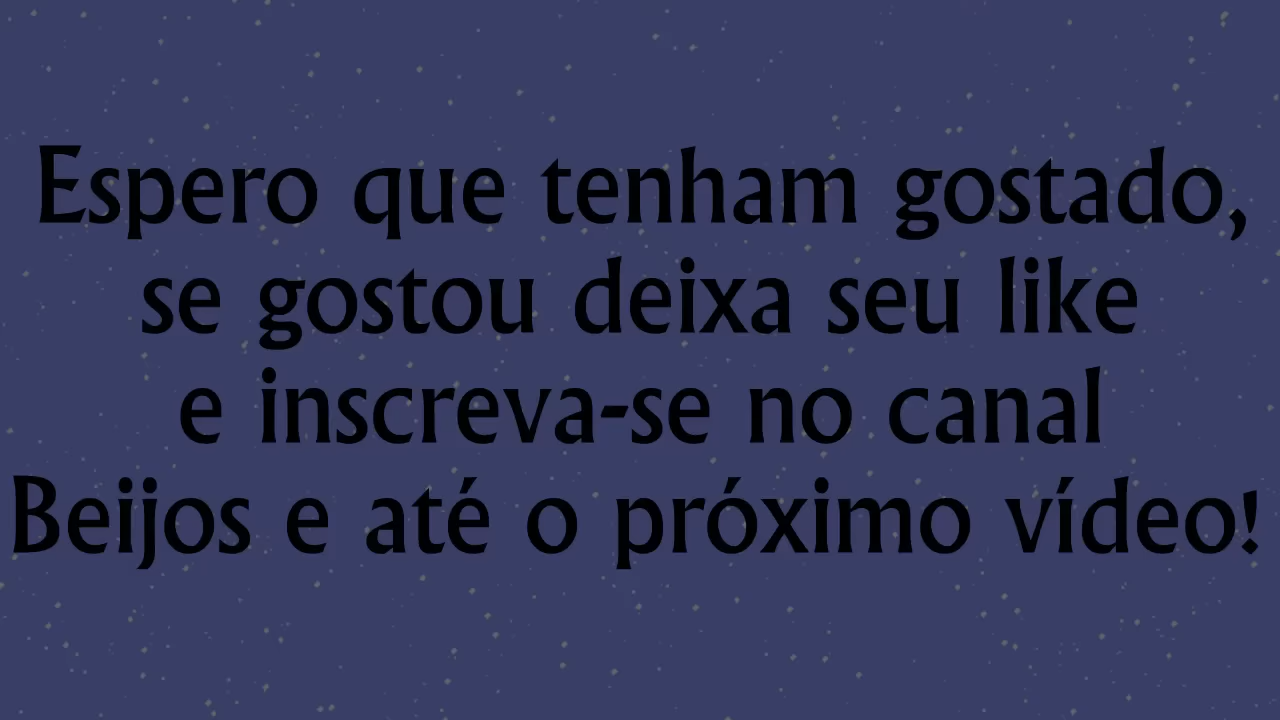 Espero que tenham gostado,
se gostou deixa seu like
e inscreva-se no canal
Beijos e até o próximo vídeo!